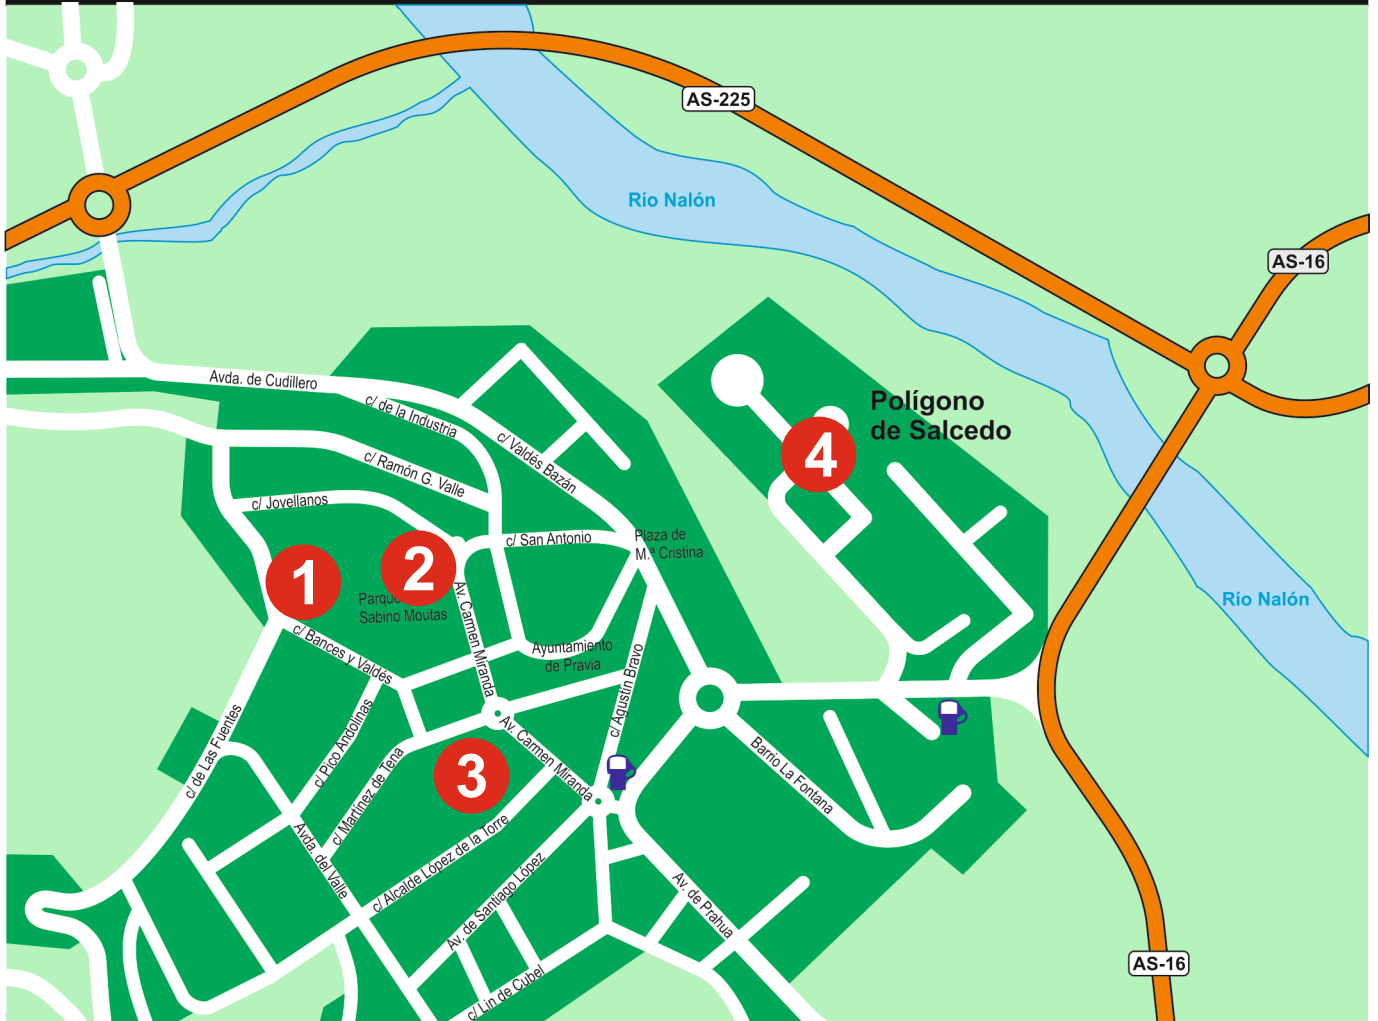 AS-225
Río Nalón
AS-16
Avda. de Cudillero
c/ de la Industria
Polígono
de Salcedo
c/ Valdés Bazán
c/ Ramón G. Valle
4
c/ Jovellanos
c/ San Antonio
Plaza de
M.ª Cristina
2
1
Parque
Sabino Moutas
Av. Carmen Miranda
Río Nalón
c/ Bances y Valdés
Ayuntamiento
de Pravia
c/ Agustín Bravo
c/ de Las Fuentes
c/ Pico Andolinas
Av. Carmen Miranda
3
Barrio La Fontana
c/ Martínez de Tena
Avda. del Valle
c/ Alcalde López de la Torre
Av. de Santiago López
Av. de Prahua
c/ Lin de Cubel
AS-16